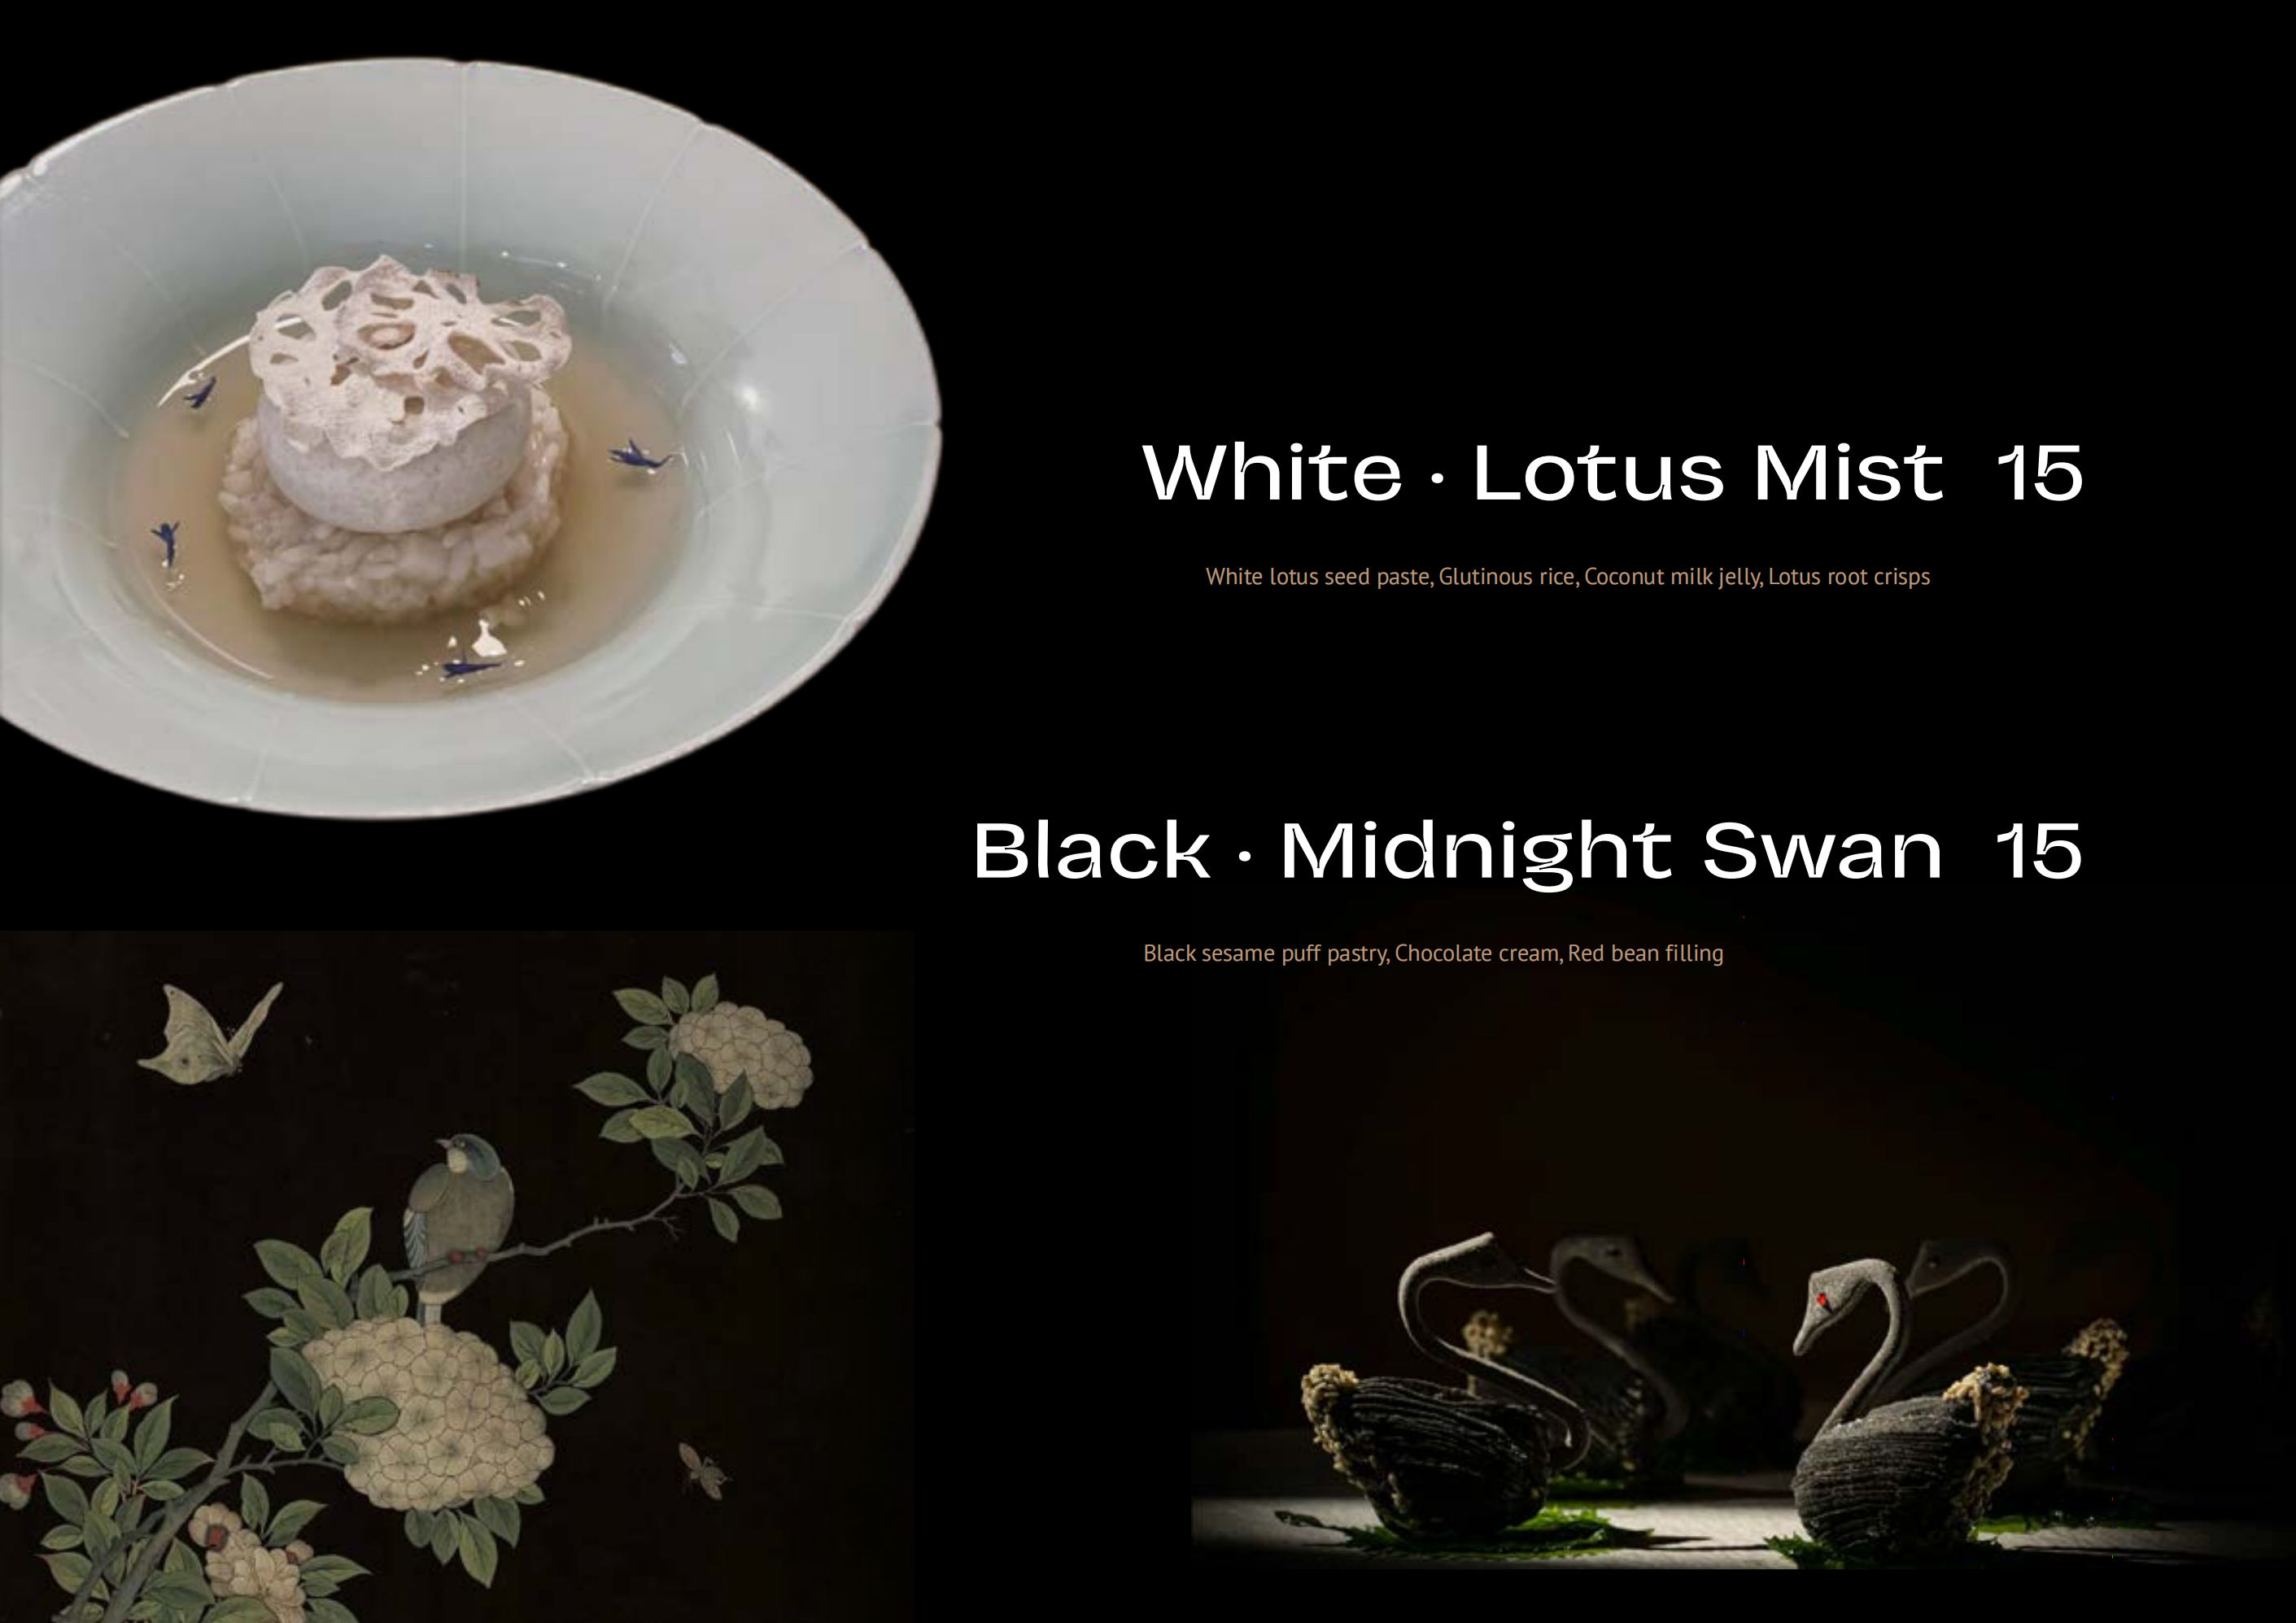 White · Lotus Mist 15
White lotus seed paste, Glutinous rice, Coconut milk jelly, Lotus root crisps
Black · Midnight Swan 15
Black sesame puff pastry, Chocolate cream, Red bean filling